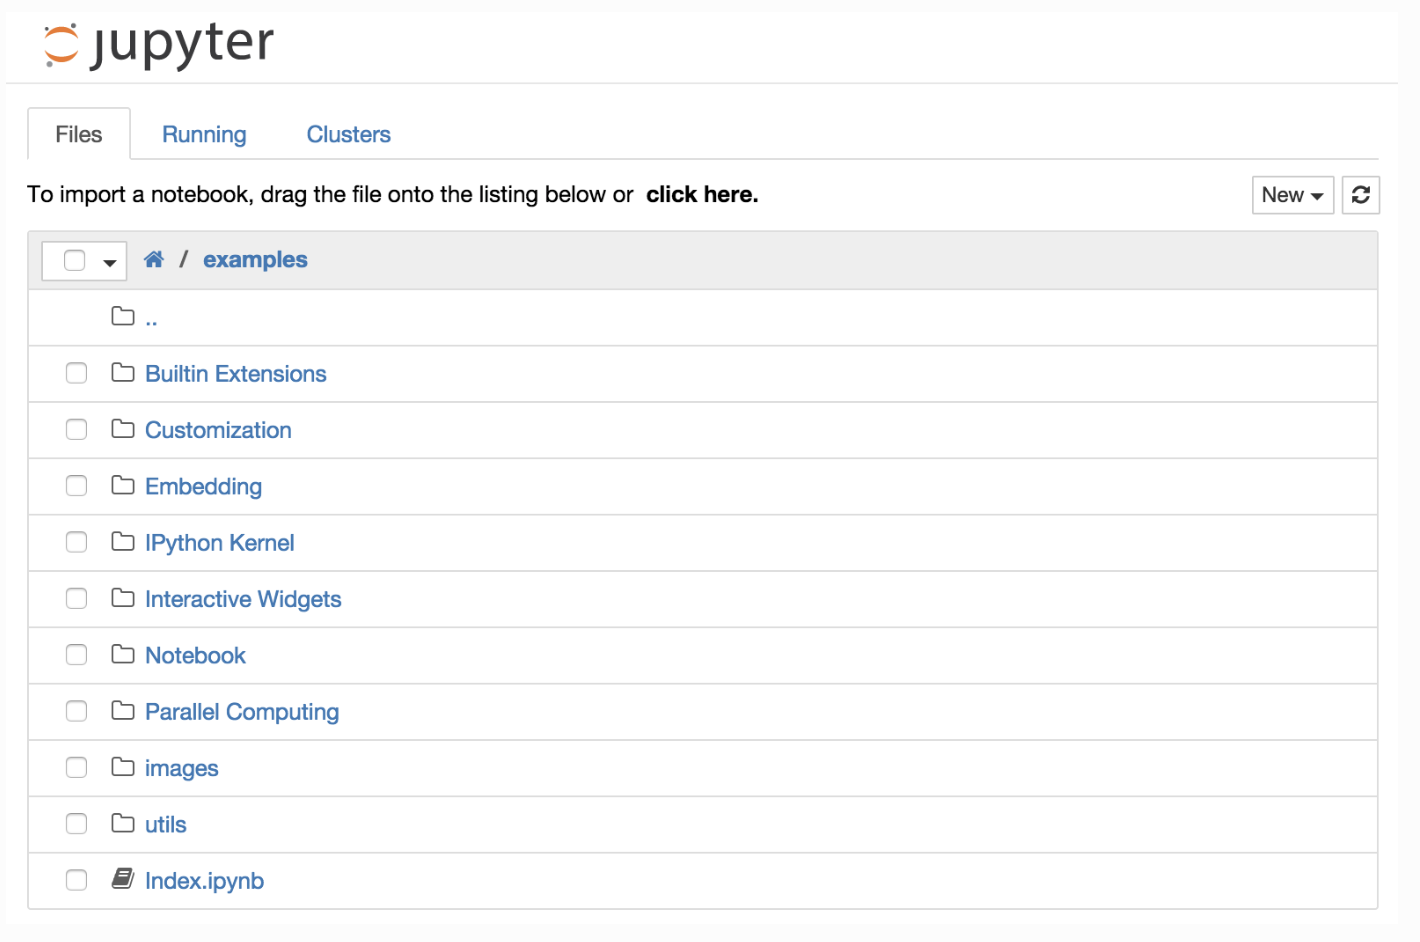 jupyter
Files Running Clusters
To import a notebook, drag the file onto the listing below or click here. New
/ examples
..
Builtin Extensions
Customization
Embedding
IPython Kernel
Interactive Widgets
Notebook
Parallel Computing
images
utils
Index.ipynb